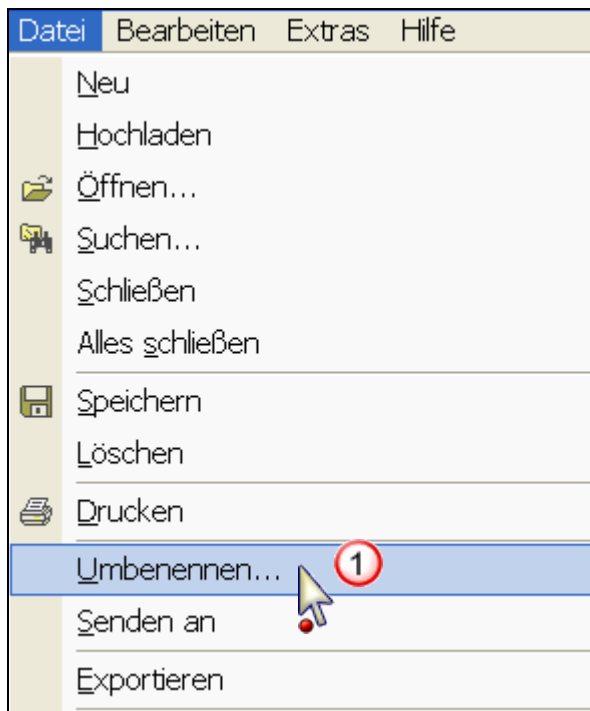 Datei Bearbeiten Extras Hilfe
Neu
Hochladen
Öffnen...
Suchen...
Schließen
Alles schließen
Speichern
Löschen
Drucken
Umbenennen... 1
Senden an
Exportieren